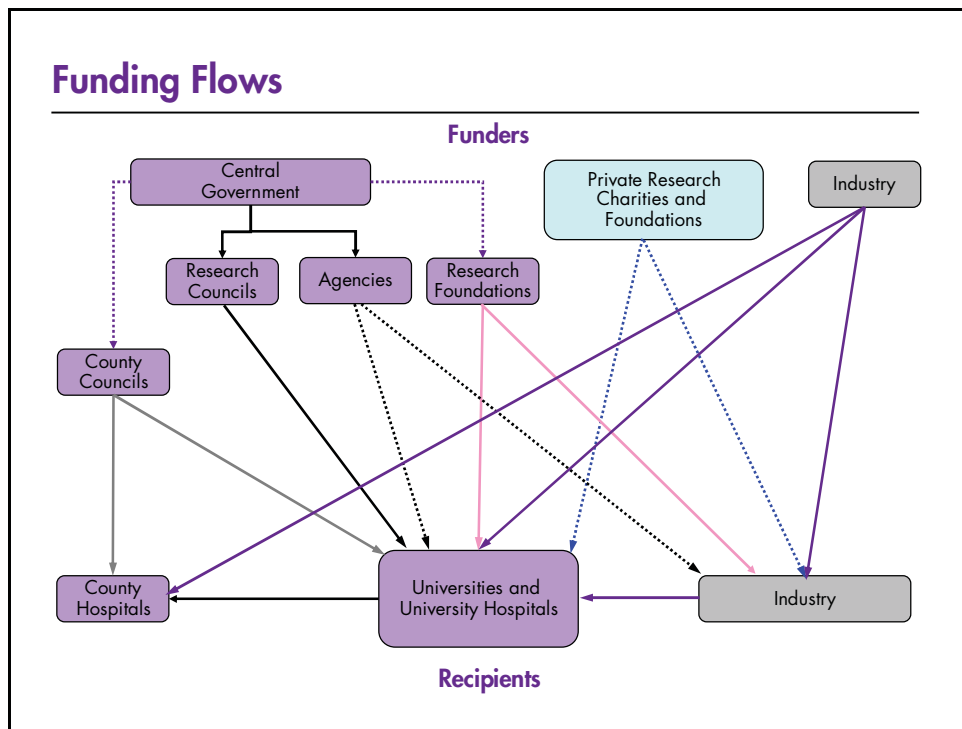 Funding Flows
Funders
Central
Government
Private Research
Charities and
Foundations
Industry
Research
Councils
Agencies
Research
Foundations
County
Councils
County
Hospitals
Universities and
University Hospitals
Industry
Recipients